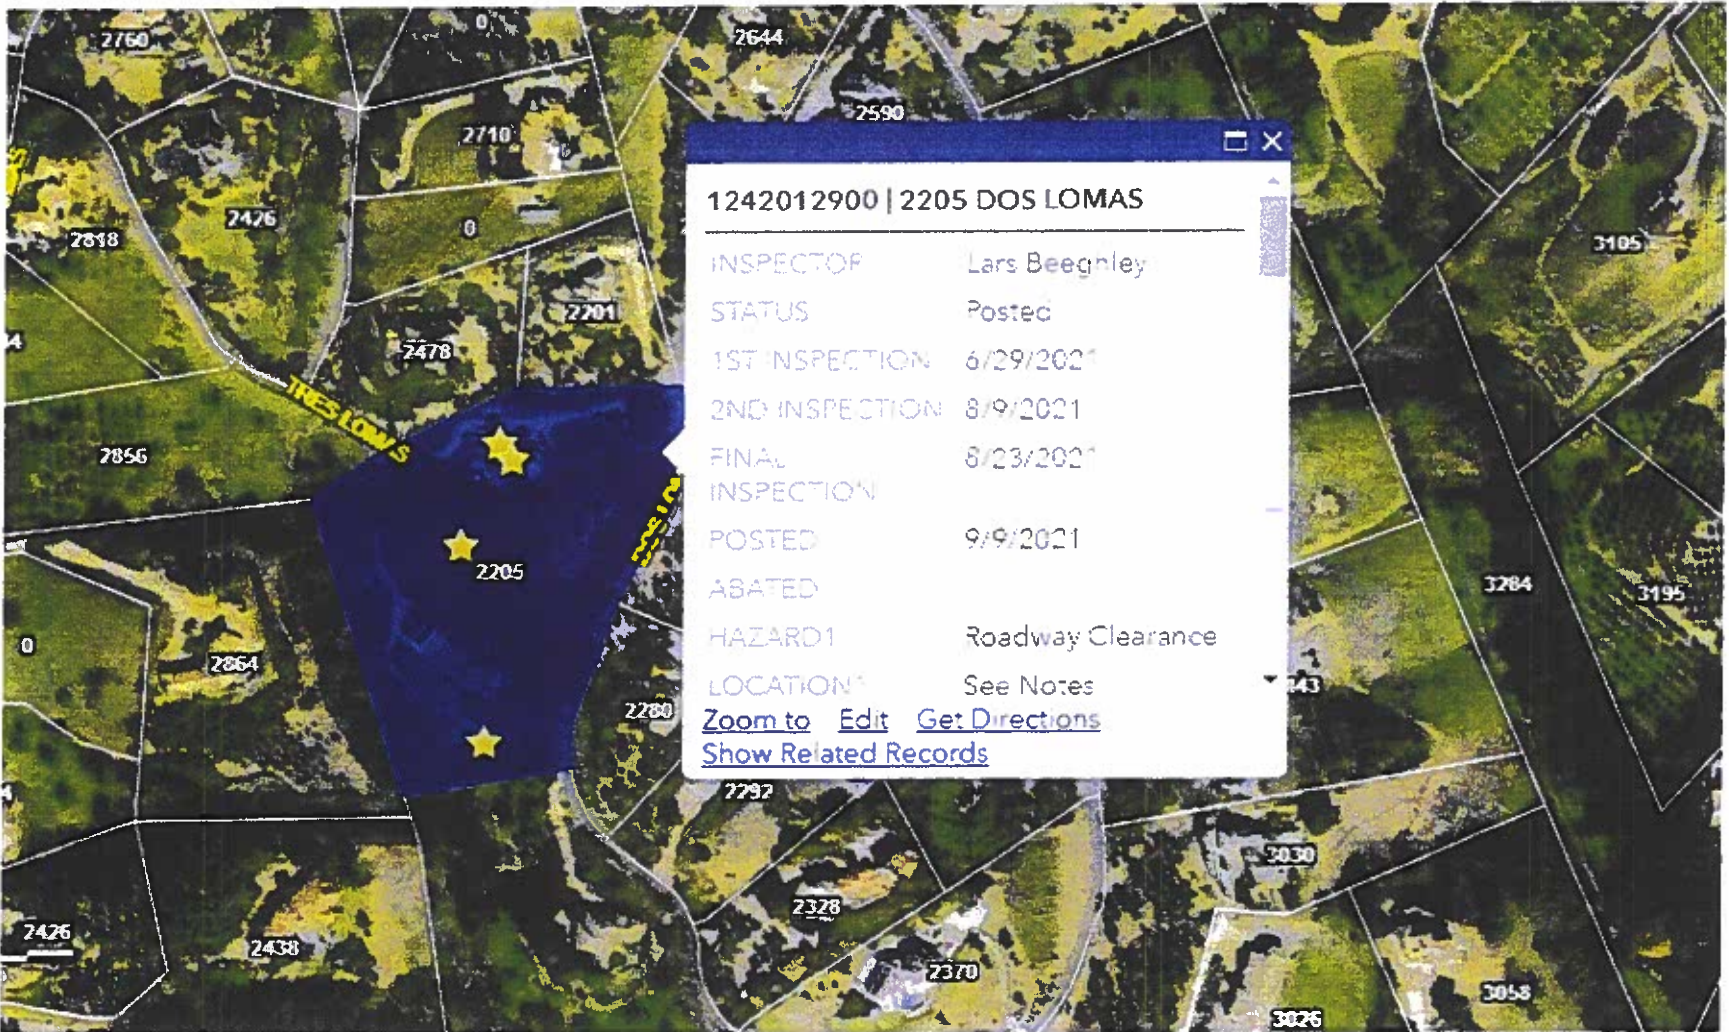 0
2760
2644
2590
2710
2426
0
2818
3105
2201
2478
TRES LOMAS
2856
2205
3284
3195
0
2864
2280
2292
3030
2328
2426
2438
2370
3058
3026
1242012900 | 2205 DOS LOMAS
INSPECTOR Lars Beeghley
STATUS Posted
1ST INSPECTION 6/29/2021
2ND INSPECTION 8/9/2021
FINAL 8/23/2021
INSPECTION
POSTED 9/9/2021
ABATED
HAZARD1 Roadway Clearance
LOCATION1 See Notes
Zoom to Edit Get Directions
Show Related Records